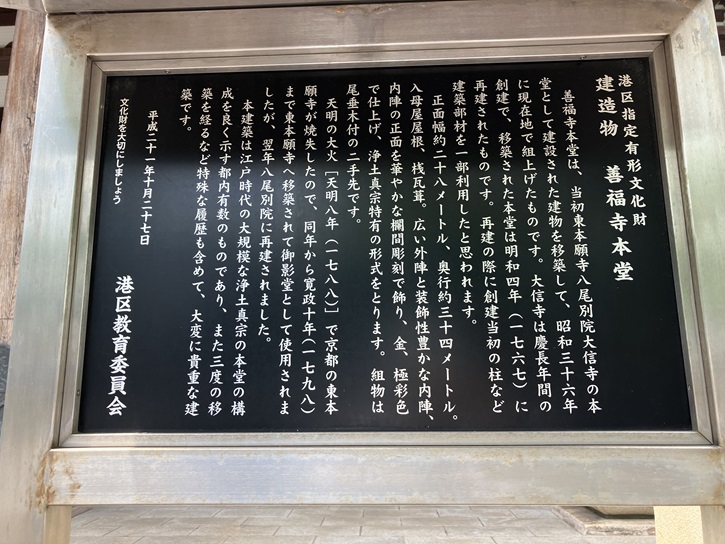 港区指定有形文化財
建造物　善福寺本堂
善福寺本堂は、当初東本願寺八尾別院大信寺の本
堂として建設された建物を移築して、昭和三十六年
に現在地で組上げたものです。大信寺は慶長年間の
創建で、移築された本堂は明和四年（一七六七）に
再建されたものです。再建の際に創建当初の柱など
建築部材を一部利用したと思われます。
正面幅約二十八メートル、奥行約三十四メートル。
入母屋屋根、桟瓦葺。広い外陣と装飾性豊かな内陣、
内陣の正面を華やかな欄間彫刻で飾り、金、極彩色
で仕上げ、浄土真宗特有の形式をとります。組物は
尾垂木付の二手先です。
天明の大火［天明八年（一七八八）］で京都の東本
願寺が焼失したので、同年から寛政十年（一七九八）
まで東本願寺へ移築されて御影堂として使用されま
したが、翌年八尾別院に再建されました。
本建築は江戸時代の大規模な浄土真宗の本堂の構
成を良く示す都内有数のものであり、また三度の移
築を経るなど特殊な履歴も含めて、大変に貴重な建
築です。
平成二十一年十月二十七日
文化財を大切にしましょう
港区教育委員会